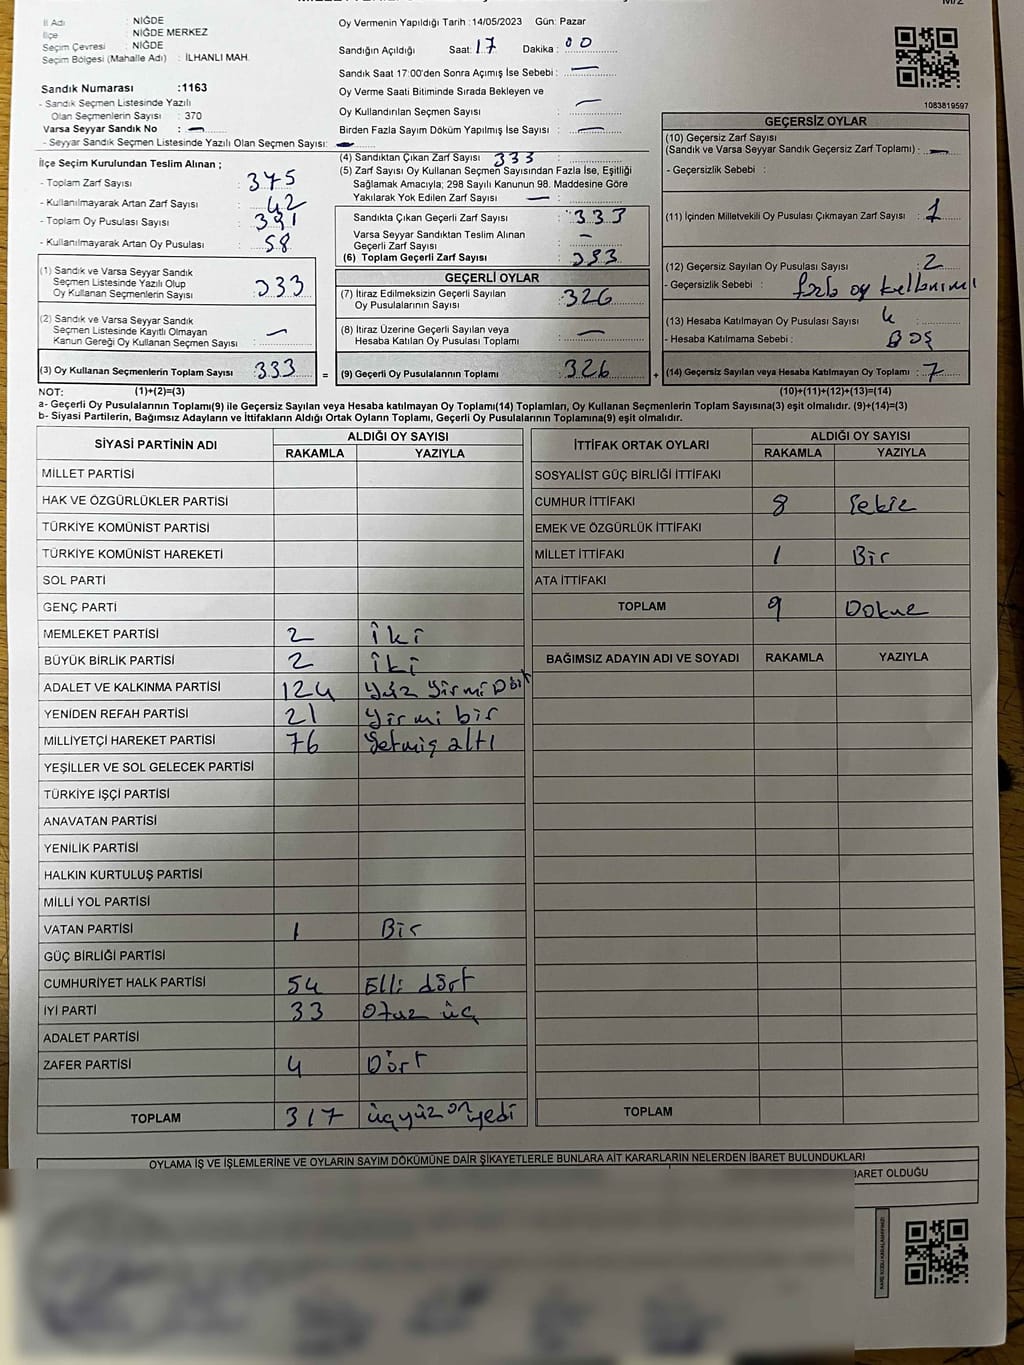 M/2
İl Adı : NİĞDE
İlçe : NİĞDE MERKEZ
Seçim Çevresi : NİĞDE
Seçim Bölgesi (Mahalle Adı) : İLHANLI MAH.
Sandık Numarası :1163
- Sandık Seçmen Listesinde Yazılı
Olan Seçmenlerin Sayısı : 370
Varsa Seyyar Sandık No : —
- Seyyar Sandık Seçmen Listesinde Yazılı Olan Seçmen Sayısı: —
Oy Vermenin Yapıldığı Tarih :14/05/2023 Gün: Pazar
Sandığın Açıldığı Saat: 17 Dakika : 00
Sandık Saat 17:00'den Sonra Açımış İse Sebebi : —
Oy Verme Saati Bitiminde Sırada Bekleyen ve
Oy Kullandırılan Seçmen Sayısı : —
Birden Fazla Sayım Döküm Yapılmış İse Sayısı : —
1083819597
İlçe Seçim Kurulundan Teslim Alınan ;
- Toplam Zarf Sayısı : 375
- Kullanılmayarak Artan Zarf Sayısı : 42
- Toplam Oy Pusulası Sayısı : 391
- Kullanılmayarak Artan Oy Pusulası : 58
(1) Sandık ve Varsa Seyyar Sandık
Seçmen Listesinde Yazılı Olup
Oy Kullanan Seçmenlerin Sayısı : 333
(2) Sandık ve Varsa Seyyar Sandık
Seçmen Listesinde Kayıtlı Olmayan
Kanun Gereği Oy Kullanan Seçmen Sayısı : —
(3) Oy Kullanan Seçmenlerin Toplam Sayısı : 333 =
(4) Sandıktan Çıkan Zarf Sayısı : 333
(5) Zarf Sayısı Oy Kullanan Seçmen Sayısından Fazla İse, Eşitliği
Sağlamak Amacıyla; 298 Sayılı Kanunun 98. Maddesine Göre
Yakılarak Yok Edilen Zarf Sayısı : —
Sandıkta Çıkan Geçerli Zarf Sayısı : 333
Varsa Seyyar Sandıktan Teslim Alınan
Geçerli Zarf Sayısı : —
(6) Toplam Geçerli Zarf Sayısı : 333
GEÇERLİ OYLAR
(7) İtiraz Edilmeksizin Geçerli Sayılan
Oy Pusulalarının Sayısı : 326
(8) İtiraz Üzerine Geçerli Sayılan veya
Hesaba Katılan Oy Pusulası Toplamı : —
(9) Geçerli Oy Pusulalarının Toplamı : 326 +
GEÇERSİZ OYLAR
(10) Geçersiz Zarf Sayısı
(Sandık ve Varsa Seyyar Sandık Geçersiz Zarf Toplamı) : —
- Geçersizlik Sebebi :
(11) İçinden Milletvekili Oy Pusulası Çıkmayan Zarf Sayısı : 1
(12) Geçersiz Sayılan Oy Pusulası Sayısı : 2
- Geçersizlik Sebebi : fazla oy kullanımı
(13) Hesaba Katılmayan Oy Pusulası Sayısı : 4
- Hesaba Katılmama Sebebi : BOŞ
(14) Geçersiz Sayılan veya Hesaba Katılmayan Oy Toplamı : 7
NOT: (1)+(2)=(3) (10)+(11)+(12)+(13)=(14)
a- Geçerli Oy Pusulalarının Toplamı(9) ile Geçersiz Sayılan veya Hesaba katılmayan Oy Toplamı(14) Toplamları, Oy Kullanan Seçmenlerin Toplam Sayısına(3) eşit olmalıdır. (9)+(14)=(3)
b- Siyasi Partilerin, Bağımsız Adayların ve İttifakların Aldığı Ortak Oyların Toplamı, Geçerli Oy Pusulalarının Toplamına(9) eşit olmalıdır.
SİYASİ PARTİNİN ADI ALDIĞI OY SAYISI
RAKAMLA YAZIYLA
MİLLET PARTİSİ
HAK VE ÖZGÜRLÜKLER PARTİSİ
TÜRKİYE KOMÜNİST PARTİSİ
TÜRKİYE KOMÜNİST HAREKETİ
SOL PARTİ
GENÇ PARTİ
MEMLEKET PARTİSİ 2 iki
BÜYÜK BİRLİK PARTİSİ 2 iki
ADALET VE KALKINMA PARTİSİ 124 Yüz Yirmi Dört
YENİDEN REFAH PARTİSİ 21 Yirmi bir
MİLLİYETÇİ HAREKET PARTİSİ 76 Yetmiş altı
YEŞİLLER VE SOL GELECEK PARTİSİ
TÜRKİYE İŞÇİ PARTİSİ
ANAVATAN PARTİSİ
YENİLİK PARTİSİ
HALKIN KURTULUŞ PARTİSİ
MİLLİ YOL PARTİSİ
VATAN PARTİSİ 1 Bir
GÜÇ BİRLİĞİ PARTİSİ
CUMHURİYET HALK PARTİSİ 54 Elli dört
İYİ PARTİ 33 Otuz üç
ADALET PARTİSİ
ZAFER PARTİSİ 4 Dört
TOPLAM 317 üçyüz onyedi
İTTİFAK ORTAK OYLARI ALDIĞI OY SAYISI
RAKAMLA YAZIYLA
SOSYALİST GÜÇ BİRLİĞİ İTTİFAKI
CUMHUR İTTİFAKI 8 Sekiz
EMEK VE ÖZGÜRLÜK İTTİFAKI
MİLLET İTTİFAKI 1 Bir
ATA İTTİFAKI
TOPLAM 9 Dokuz
BAĞIMSIZ ADAYIN ADI VE SOYADI RAKAMLA YAZIYLA
TOPLAM
OYLAMA İŞ VE İŞLEMLERİNE VE OYLARIN SAYIM DÖKÜMÜNE DAİR ŞİKAYETLERLE BUNLARA AİT KARARLARIN NELERDEN İBARET BULUNDUKLARI
BARET OLDUĞU